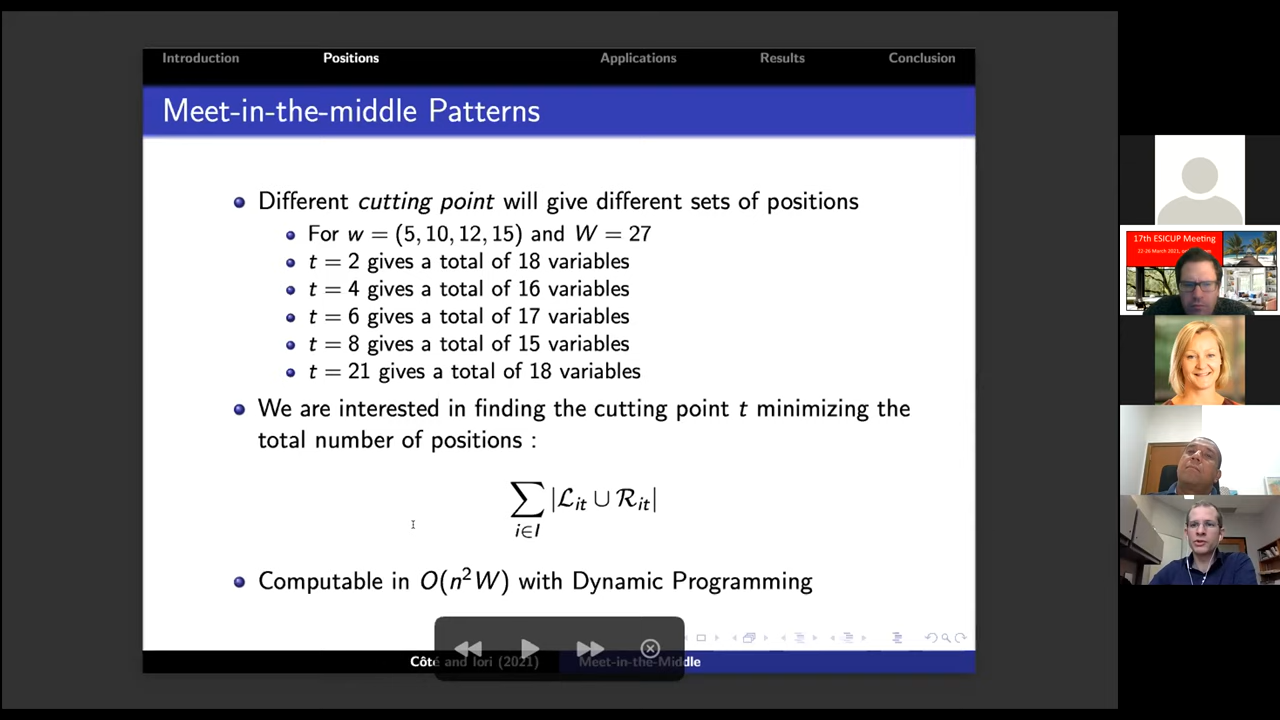 Introduction Positions Applications Results Conclusion
Meet-in-the-middle Patterns
Different cutting point will give different sets of positions
For w = (5, 10, 12, 15) and W = 27
t = 2 gives a total of 18 variables
t = 4 gives a total of 16 variables
t = 6 gives a total of 17 variables
t = 8 gives a total of 15 variables
t = 21 gives a total of 18 variables
We are interested in finding the cutting point t minimizing the
total number of positions :
∑ |ℒit ∪ ℛit|
i∈I
Computable in O(n²W) with Dynamic Programming
Côté and Iori (2021) Meet-in-the-Middle
17th ESICUP Meeting
22-26 March 2021,